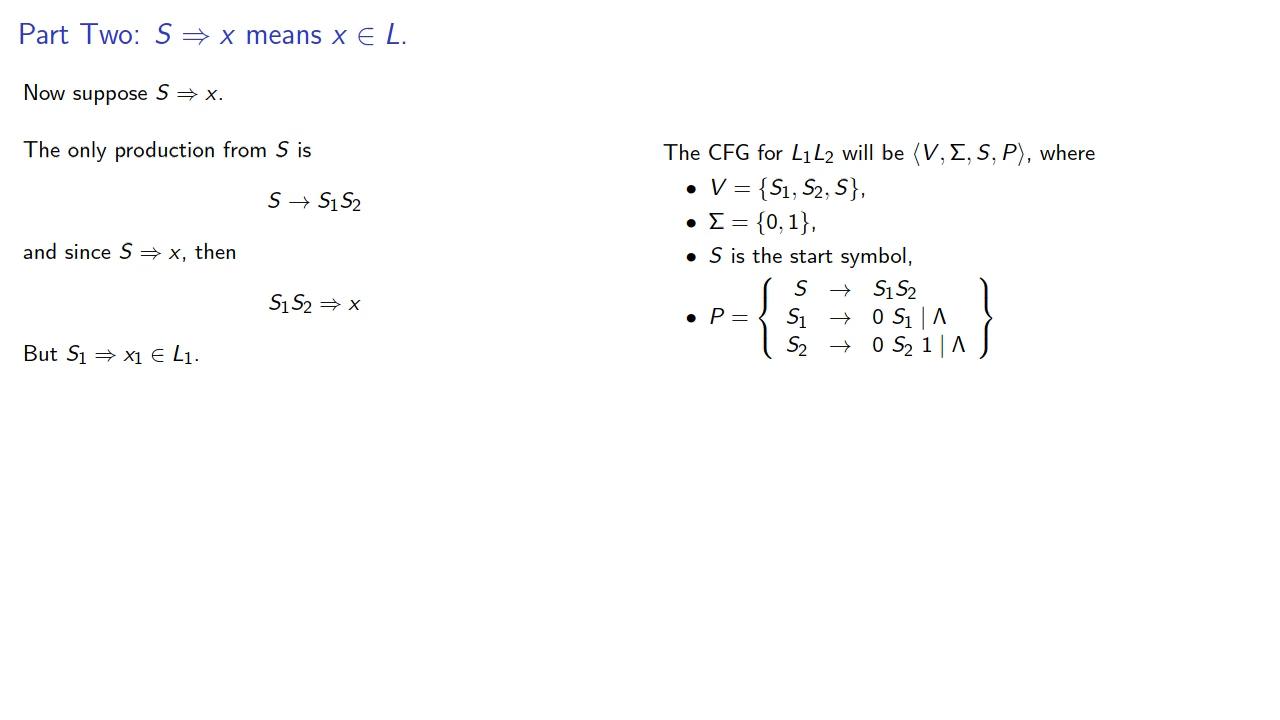 Part Two: S ⇒ x means x ∈ L.
Now suppose S ⇒ x.
The only production from S is
S → S₁S₂
and since S ⇒ x, then
S₁S₂ ⇒ x
But S₁ ⇒ x₁ ∈ L₁.
The CFG for L₁L₂ will be ⟨V, Σ, S, P⟩, where
• V = {S₁, S₂, S},
• Σ = {0, 1},
• S is the start symbol,
• P = { S → S₁S₂
S₁ → 0 S₁ | Λ
S₂ → 0 S₂ 1 | Λ }